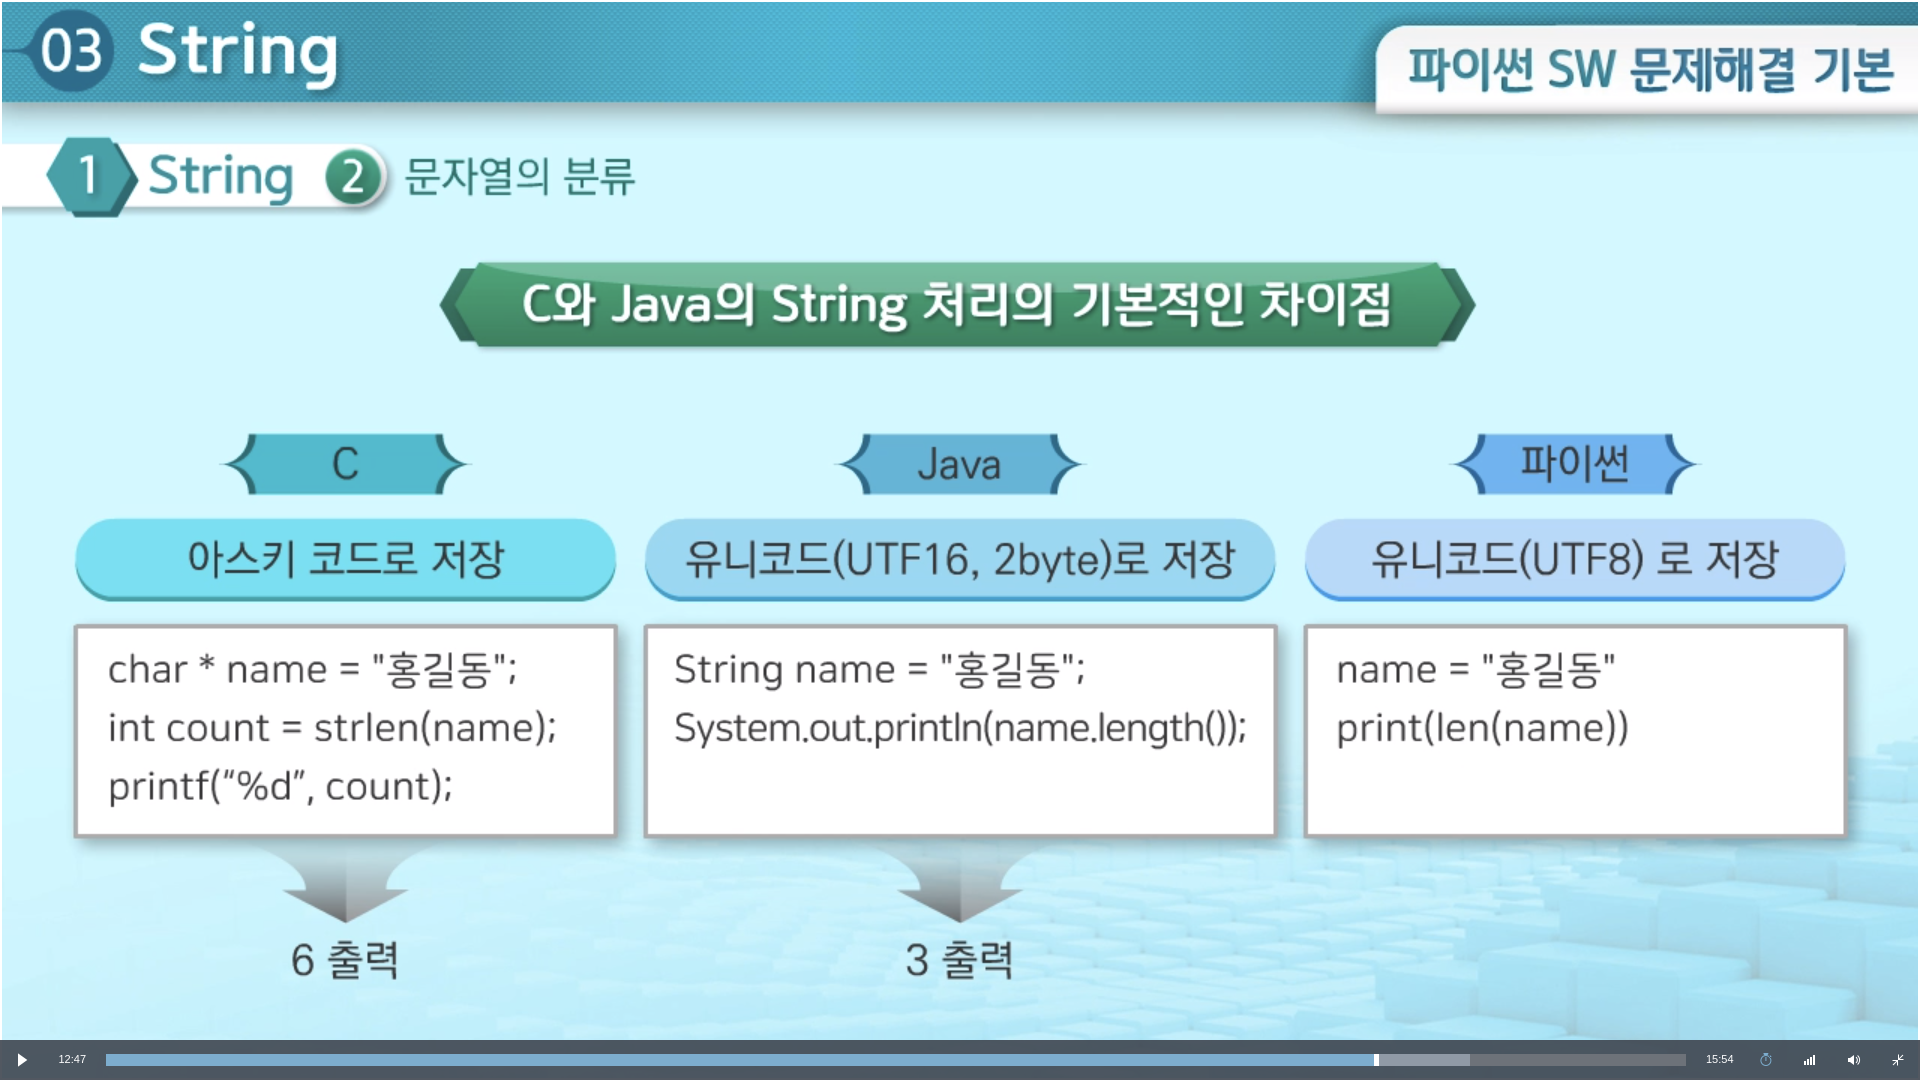 03 String
파이썬 SW 문제해결 기본
1 String 2 문자열의 분류
C와 Java의 String 처리의 기본적인 차이점
C
아스키 코드로 저장
char * name = "홍길동";
int count = strlen(name);
printf(“%d”, count);
6 출력
Java
유니코드(UTF16, 2byte)로 저장
String name = "홍길동";
System.out.println(name.length());
3 출력
파이썬
유니코드(UTF8) 로 저장
name = "홍길동"
print(len(name))
12:47
15:54